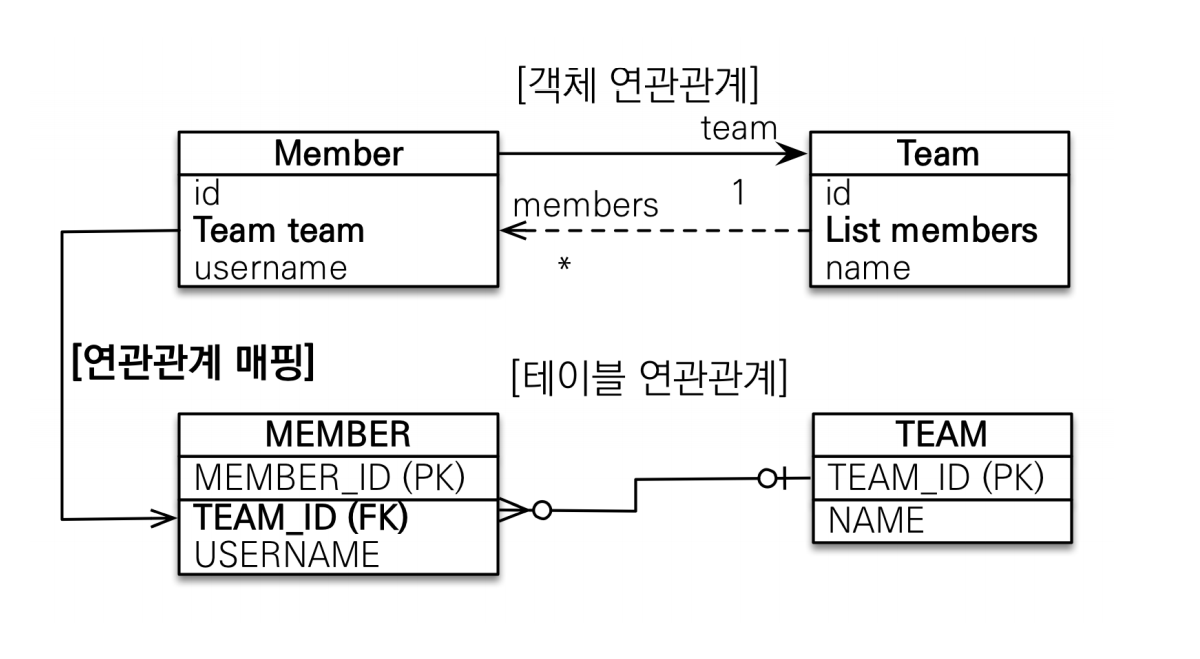 [객체 연관관계]
team
Member
Team
id
Team team
username
members
1
*
id
List members
name
[연관관계 매핑]
[테이블 연관관계]
MEMBER
MEMBER_ID (PK)
TEAM_ID (FK)
USERNAME
TEAM
TEAM_ID (PK)
NAME